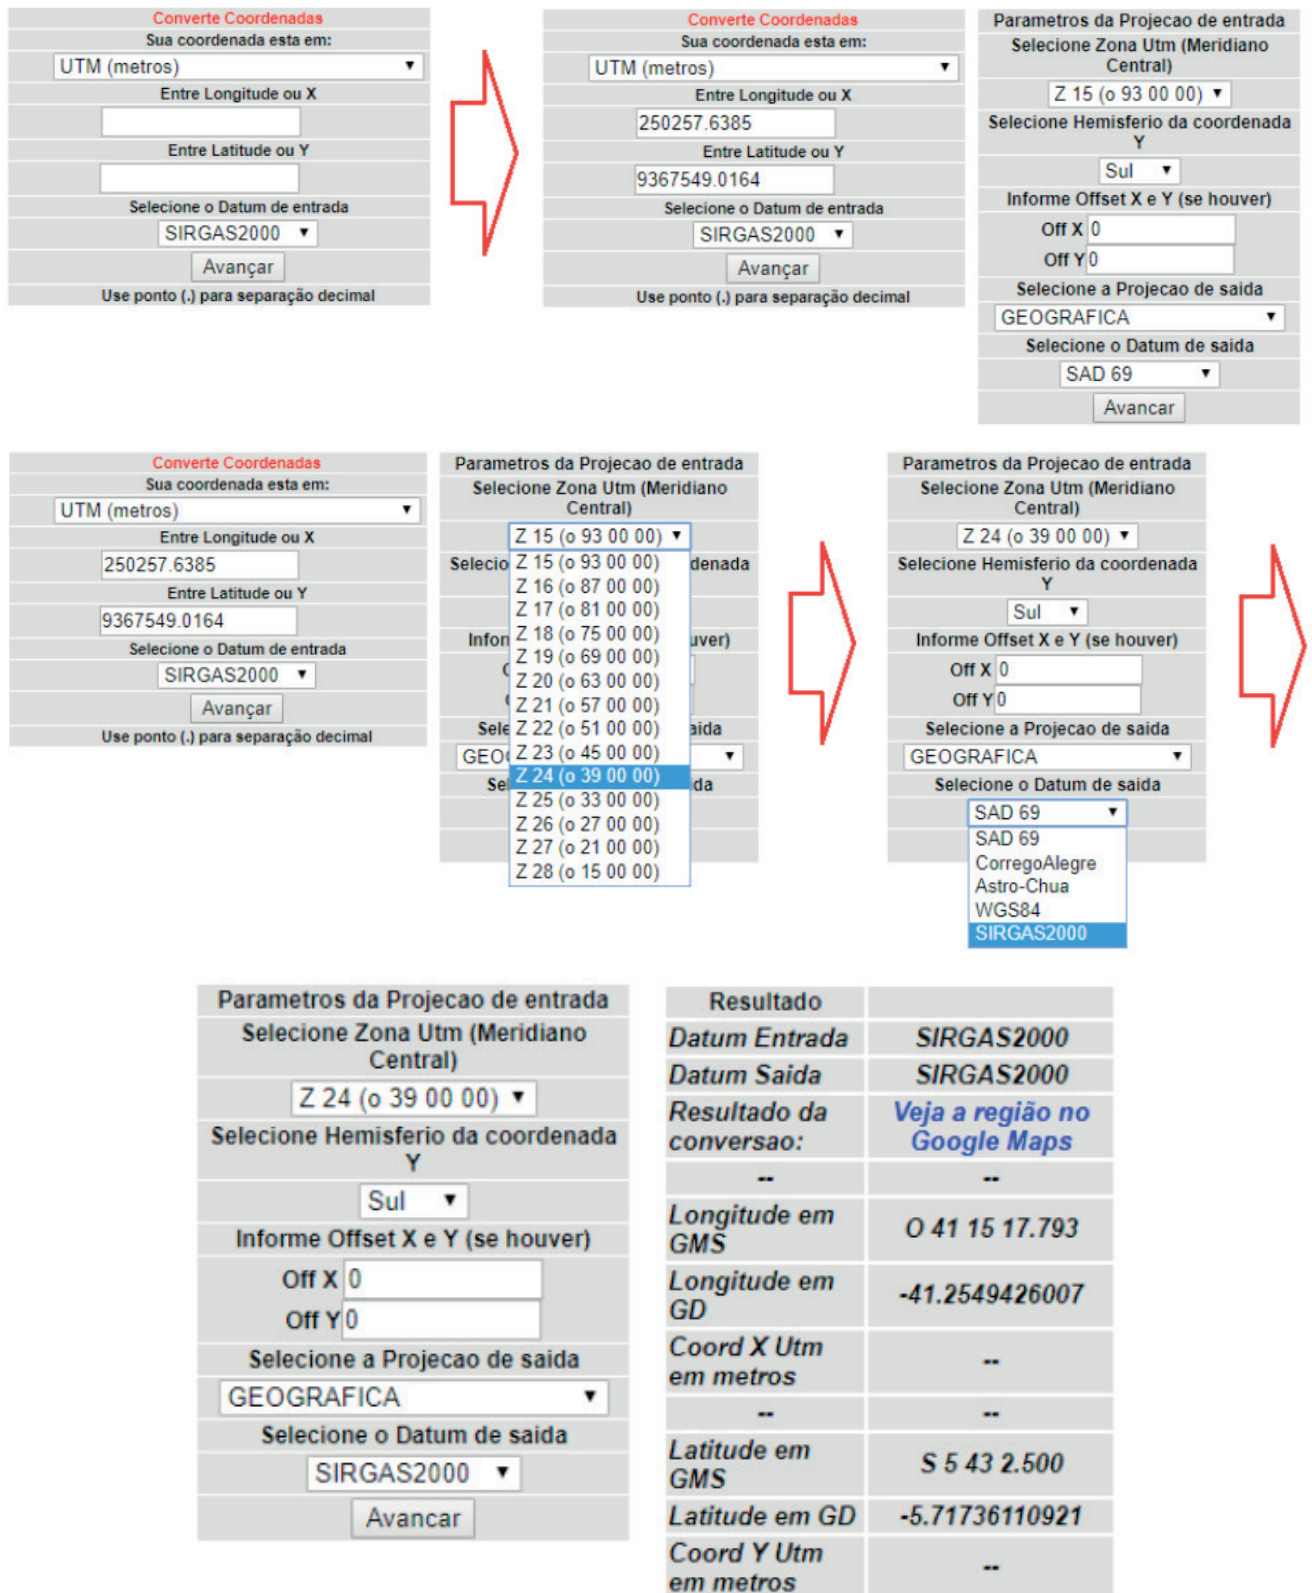 Converte Coordenadas
Sua coordenada esta em:
UTM (metros)
Entre Longitude ou X
Entre Latitude ou Y
Selecione o Datum de entrada
SIRGAS2000
Avançar
Use ponto (.) para separação decimal
Converte Coordenadas
Sua coordenada esta em:
UTM (metros)
Entre Longitude ou X
250257.6385
Entre Latitude ou Y
9367549.0164
Selecione o Datum de entrada
SIRGAS2000
Avançar
Use ponto (.) para separação decimal
Parametros da Projecao de entrada
Selecione Zona Utm (Meridiano
Central)
Z 15 (o 93 00 00)
Selecione Hemisferio da coordenada
Y
Sul
Informe Offset X e Y (se houver)
Off X 0
Off Y 0
Selecione a Projecao de saida
GEOGRAFICA
Selecione o Datum de saida
SAD 69
Avancar
Converte Coordenadas
Sua coordenada esta em:
UTM (metros)
Entre Longitude ou X
250257.6385
Entre Latitude ou Y
9367549.0164
Selecione o Datum de entrada
SIRGAS2000
Avançar
Use ponto (.) para separação decimal
Parametros da Projecao de entrada
Selecione Zona Utm (Meridiano
Central)
Z 15 (o 93 00 00)
Selecio Z 15 (o 93 00 00) denada
Z 16 (o 87 00 00)
Z 17 (o 81 00 00)
Infor Z 18 (o 75 00 00) uver)
Z 19 (o 69 00 00)
Z 20 (o 63 00 00)
Z 21 (o 57 00 00)
Sele Z 22 (o 51 00 00) aida
GEO Z 23 (o 45 00 00)
Se Z 24 (o 39 00 00) da
Z 25 (o 33 00 00)
Z 26 (o 27 00 00)
Z 27 (o 21 00 00)
Z 28 (o 15 00 00)
Parametros da Projecao de entrada
Selecione Zona Utm (Meridiano
Central)
Z 24 (o 39 00 00)
Selecione Hemisferio da coordenada
Y
Sul
Informe Offset X e Y (se houver)
Off X 0
Off Y 0
Selecione a Projecao de saida
GEOGRAFICA
Selecione o Datum de saida
SAD 69
SAD 69
CorregoAlegre
Astro-Chua
WGS84
SIRGAS2000
Parametros da Projecao de entrada
Selecione Zona Utm (Meridiano
Central)
Z 24 (o 39 00 00)
Selecione Hemisferio da coordenada
Y
Sul
Informe Offset X e Y (se houver)
Off X 0
Off Y 0
Selecione a Projecao de saida
GEOGRAFICA
Selecione o Datum de saida
SIRGAS2000
Avancar
Resultado
Datum Entrada SIRGAS2000
Datum Saida SIRGAS2000
Resultado da Veja a região no
conversao: Google Maps
-- --
Longitude em
GMS O 41 15 17.793
Longitude em
GD -41.2549426007
Coord X Utm
em metros --
-- --
Latitude em
GMS S 5 43 2.500
Latitude em GD -5.71736110921
Coord Y Utm
em metros --